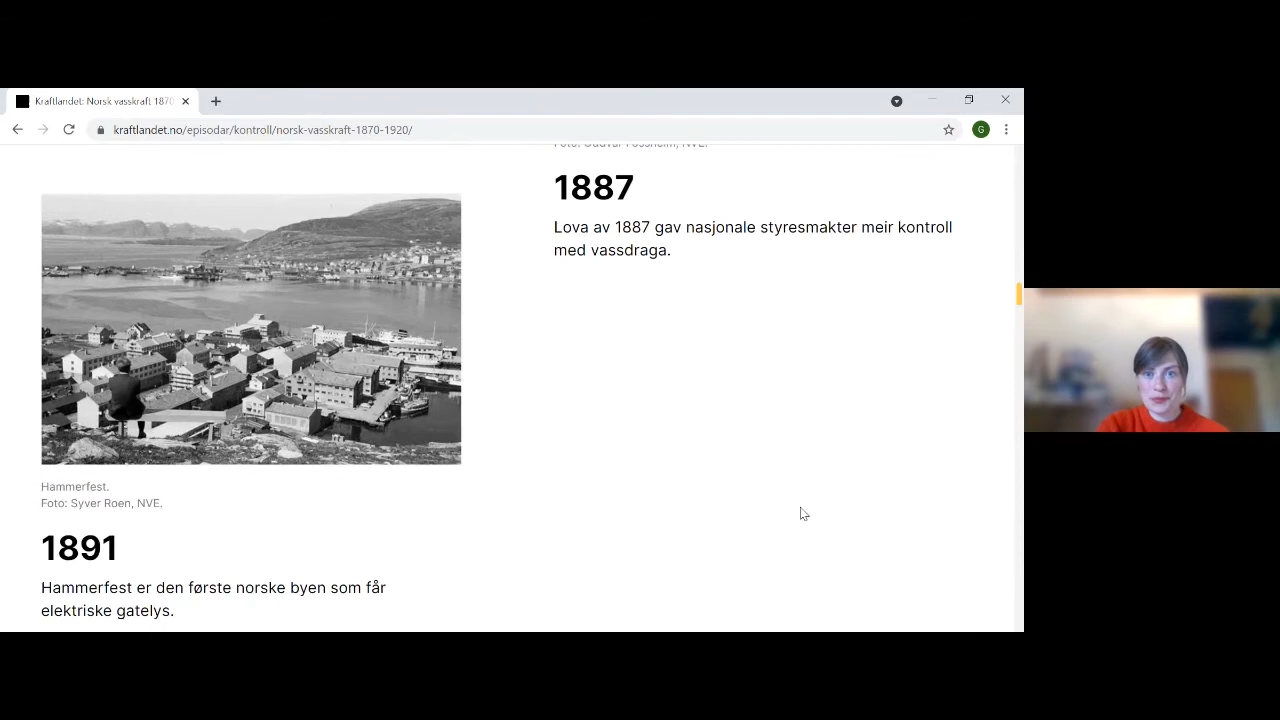 Kraftlandet: Norsk vasskraft 1870
kraftlandet.no/episodar/kontroll/norsk-vasskraft-1870-1920/
G
1887
Lova av 1887 gav nasjonale styresmakter meir kontroll
med vassdraga.
Hammerfest.
Foto: Syver Roen, NVE.
1891
Hammerfest er den første norske byen som får
elektriske gatelys.